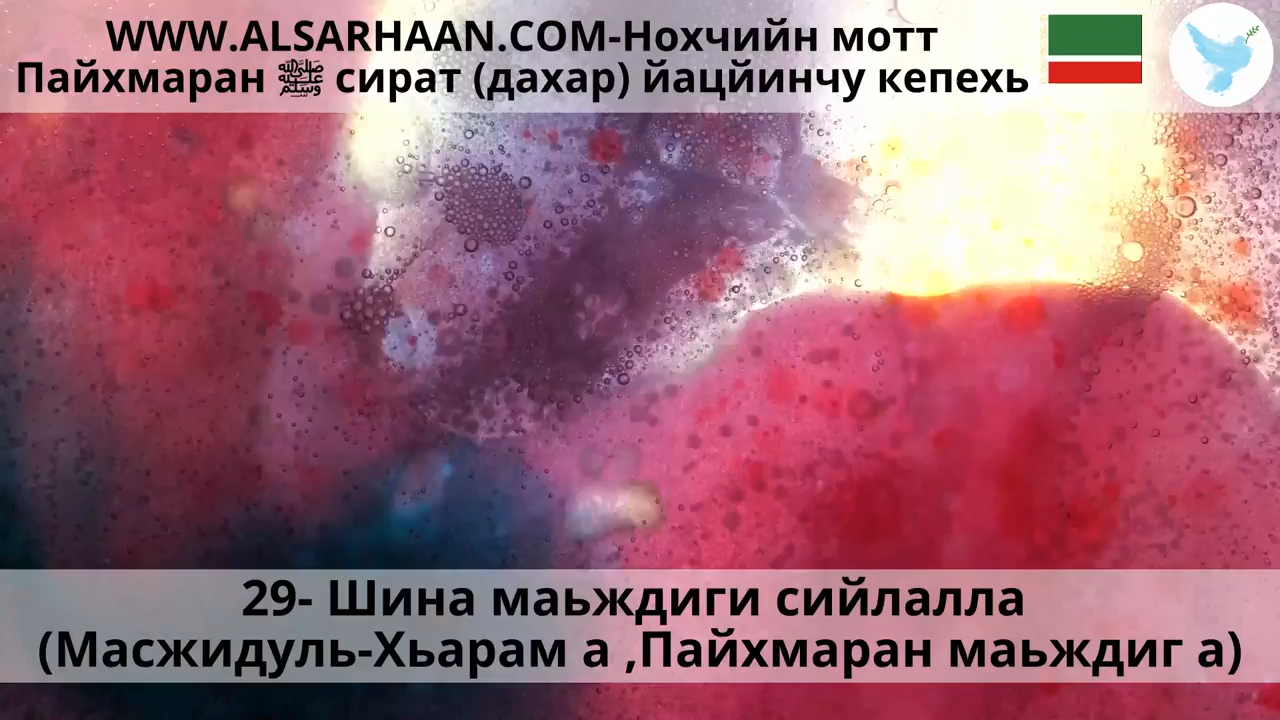 WWW.ALSARHAAN.COM-Нохчийн мотт
Пайхмаран ﷺ сират (дахар) йацйинчу кепехь
29- Шина маьждиги сийлалла
(Масжидуль-Хьарам а ,Пайхмаран маьждиг а)